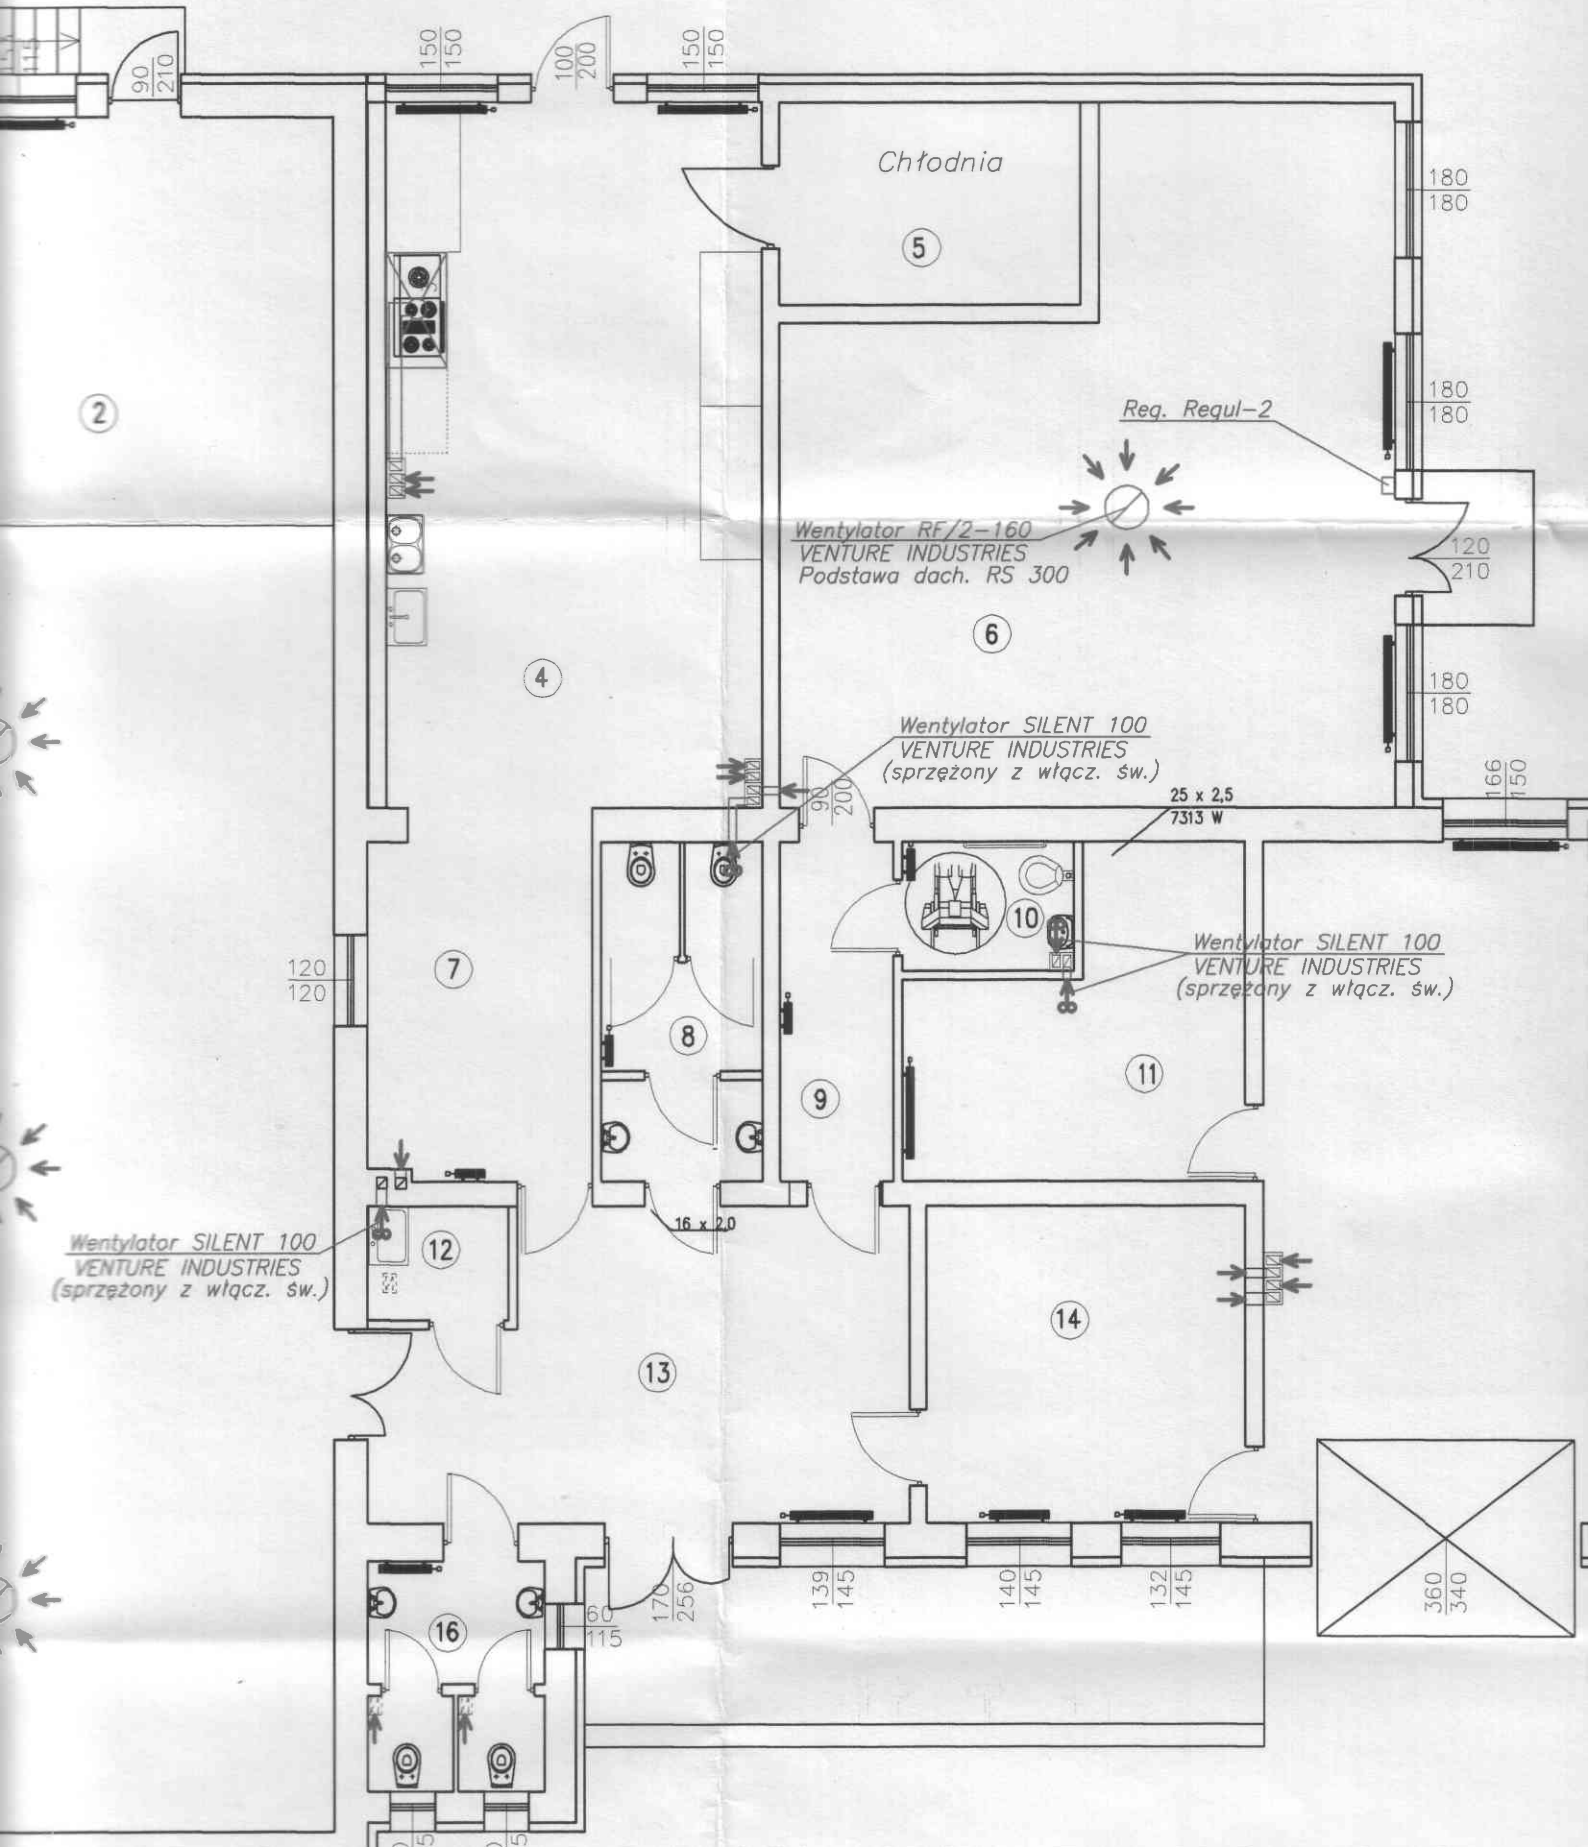 115
90
210
150
150
100
200
150
150
Chłodnia
5
180
180
2
Reg. Regul-2
180
180
Wentylator RF/2-160
VENTURE INDUSTRIES
Podstawa dach. RS 300
120
210
6
4
180
180
Wentylator SILENT 100
VENTURE INDUSTRIES
(sprzężony z włącz. św.)
90
200
25 x 2,5
7313 W
166
150
10
Wentylator SILENT 100
VENTURE INDUSTRIES
(sprzężony z włącz. św.)
120
120
7
8
9
11
16 x 2,0
Wentylator SILENT 100
VENTURE INDUSTRIES
(sprzężony z włącz. św.)
12
13
14
139
145
140
145
132
145
360
340
170
256
60
115
16